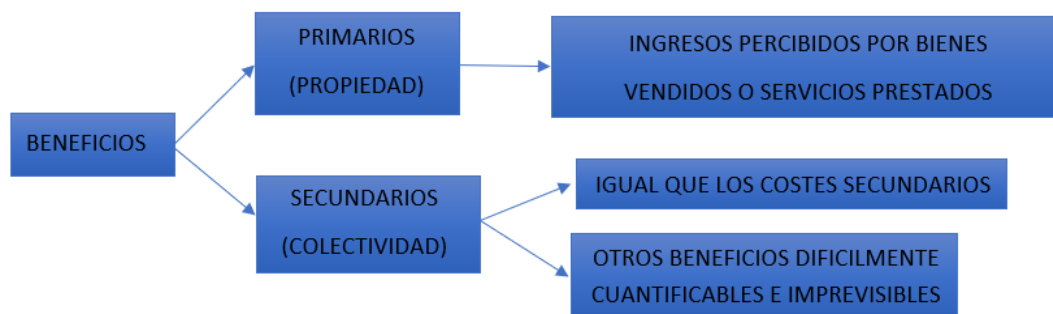 BENEFICIOS
PRIMARIOS
(PROPIEDAD)
INGRESOS PERCIBIDOS POR BIENES
VENDIDOS O SERVICIOS PRESTADOS
SECUNDARIOS
(COLECTIVIDAD)
IGUAL QUE LOS COSTES SECUNDARIOS
OTROS BENEFICIOS DIFICILMENTE
CUANTIFICABLES E IMPREVISIBLES